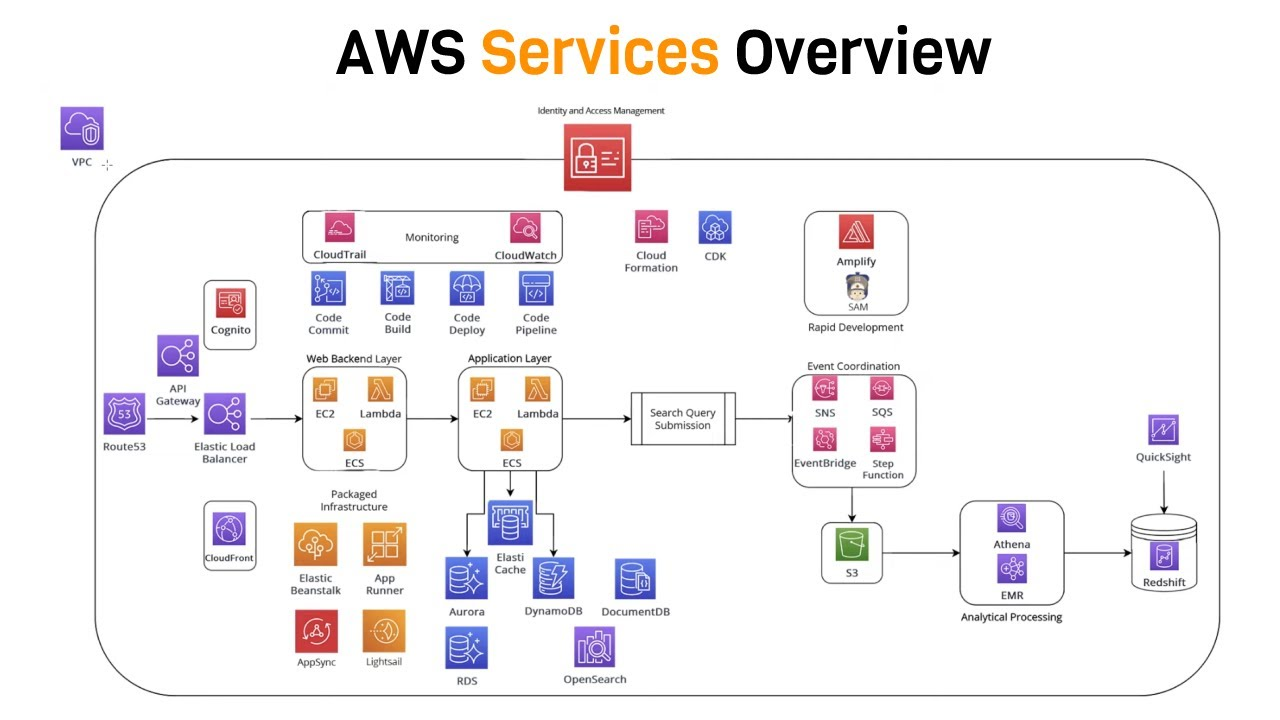 AWS Services Overview
Identity and Access Management
VPC
Monitoring
CloudTrail
CloudWatch
Cloud
Formation
CDK
Amplify
SAM
Rapid Development
Code
Commit
Code
Build
Code
Deploy
Code
Pipeline
Cognito
API
Gateway
53
Route53
Elastic Load
Balancer
CloudFront
Web Backend Layer
EC2
Lambda
ECS
Application Layer
EC2
Lambda
ECS
Search Query
Submission
Event Coordination
SNS
SQS
EventBridge
Step
Function
QuickSight
Packaged
Infrastructure
Elastic
Beanstalk
App
Runner
AppSync
Lightsail
Elasti
Cache
Aurora
DynamoDB
DocumentDB
RDS
OpenSearch
S3
Athena
EMR
Analytical Processing
Redshift